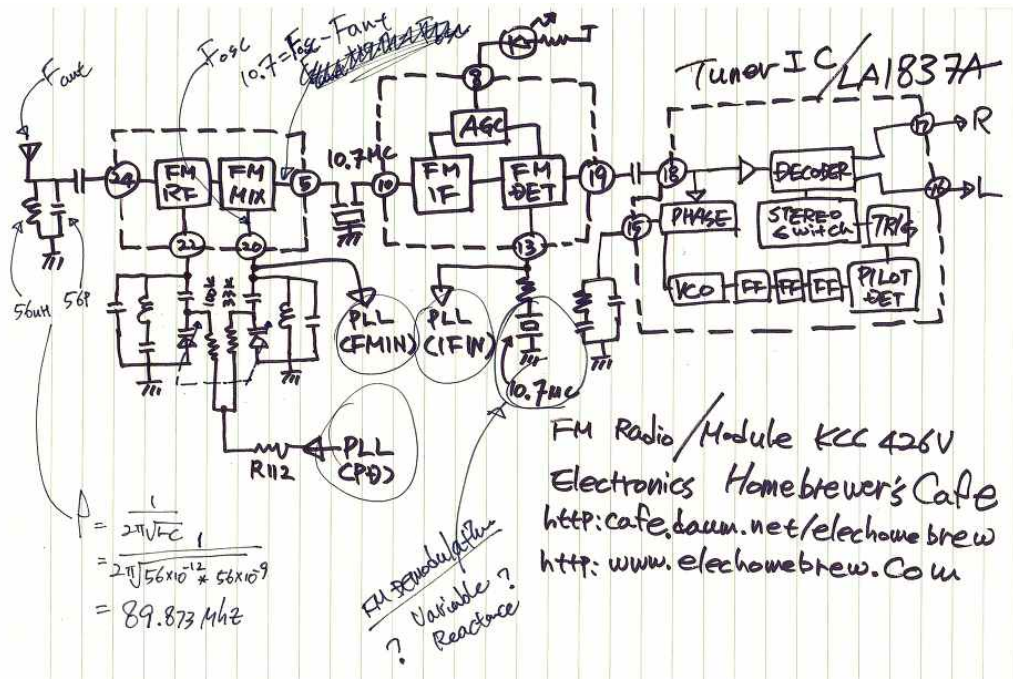 Fant
Fosc
10.7=Fosc-Fant
Tuner IC/LA1837A
8
AGC
24
FM RF
FM MIX
5
10.7MC
10
FM IF
FM DET
19
18
DECODER
17
R
16
L
22
20
13
15
PHASE
STEREO Switch
TRIG
VCO
FF
FF
FF
PILOT DET
56uH
56P
PLL (FMIN)
PLL (IFIN)
10.7MC
R112
PLL (PD)
FM Radio/Module KCC 426V
Electronics Homebrewer's Cafe
http:cafe.daum.net/elechomebrew
http: www.elechomebrew.Com
f = 1 / 2π√LC
= 1 / 2π√56x10-12 * 56x10-9
= 89.873 Mhz
FM DEmodulation
? Variable ?
Reactance